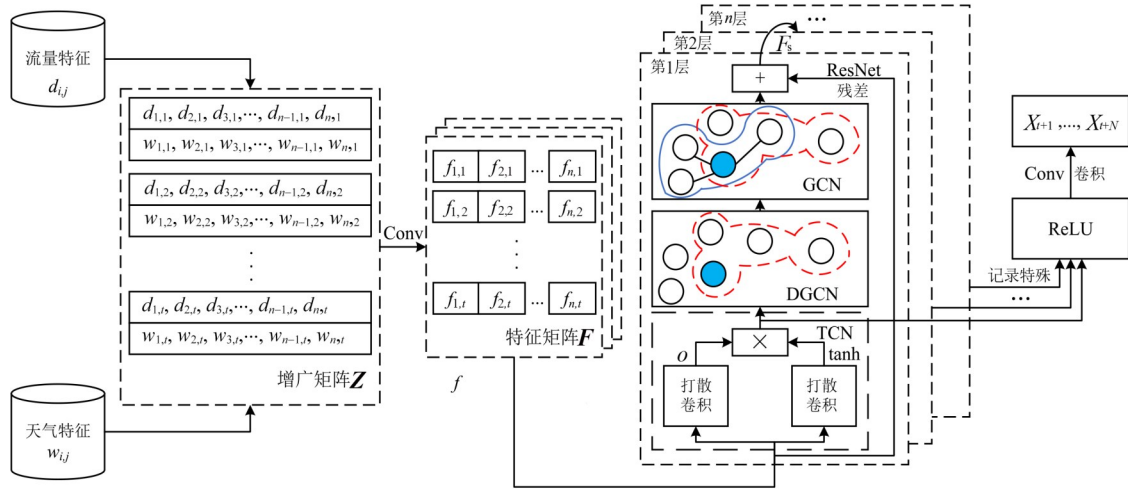 流量特征
d_{i,j}
d_{1,1}, d_{2,1}, d_{3,1},···, d_{n−1,1}, d_{n,1}
w_{1,1}, w_{2,1}, w_{3,1},···, w_{n−1,1}, w_{n,1}
d_{1,2}, d_{2,2}, d_{3,2},···, d_{n−1,2}, d_{n,2}
w_{1,2}, w_{2,2}, w_{3,2},···, w_{n−1,2}, w_{n,2}
⋮
d_{1,t}, d_{2,t}, d_{3,t},···, d_{n−1,t}, d_{n,t}
w_{1,t}, w_{2,t}, w_{3,t},···, w_{n−1,t}, w_{n,t}
增广矩阵Z
天气特征
w_{i,j}
Conv
f_{1,1} f_{2,1} ... f_{n,1}
f_{1,2} f_{2,2} ... f_{n,2}
⋮
f_{1,t} f_{2,t} ... f_{n,t}
特征矩阵F
f
第n层
...
第2层
第1层
F_s
+
ResNet
残差
GCN
DGCN
×
TCN
o
tanh
打散
卷积
打散
卷积
X_{t+1} ,..., X_{t+N}
Conv 卷积
ReLU
记录特殊
...